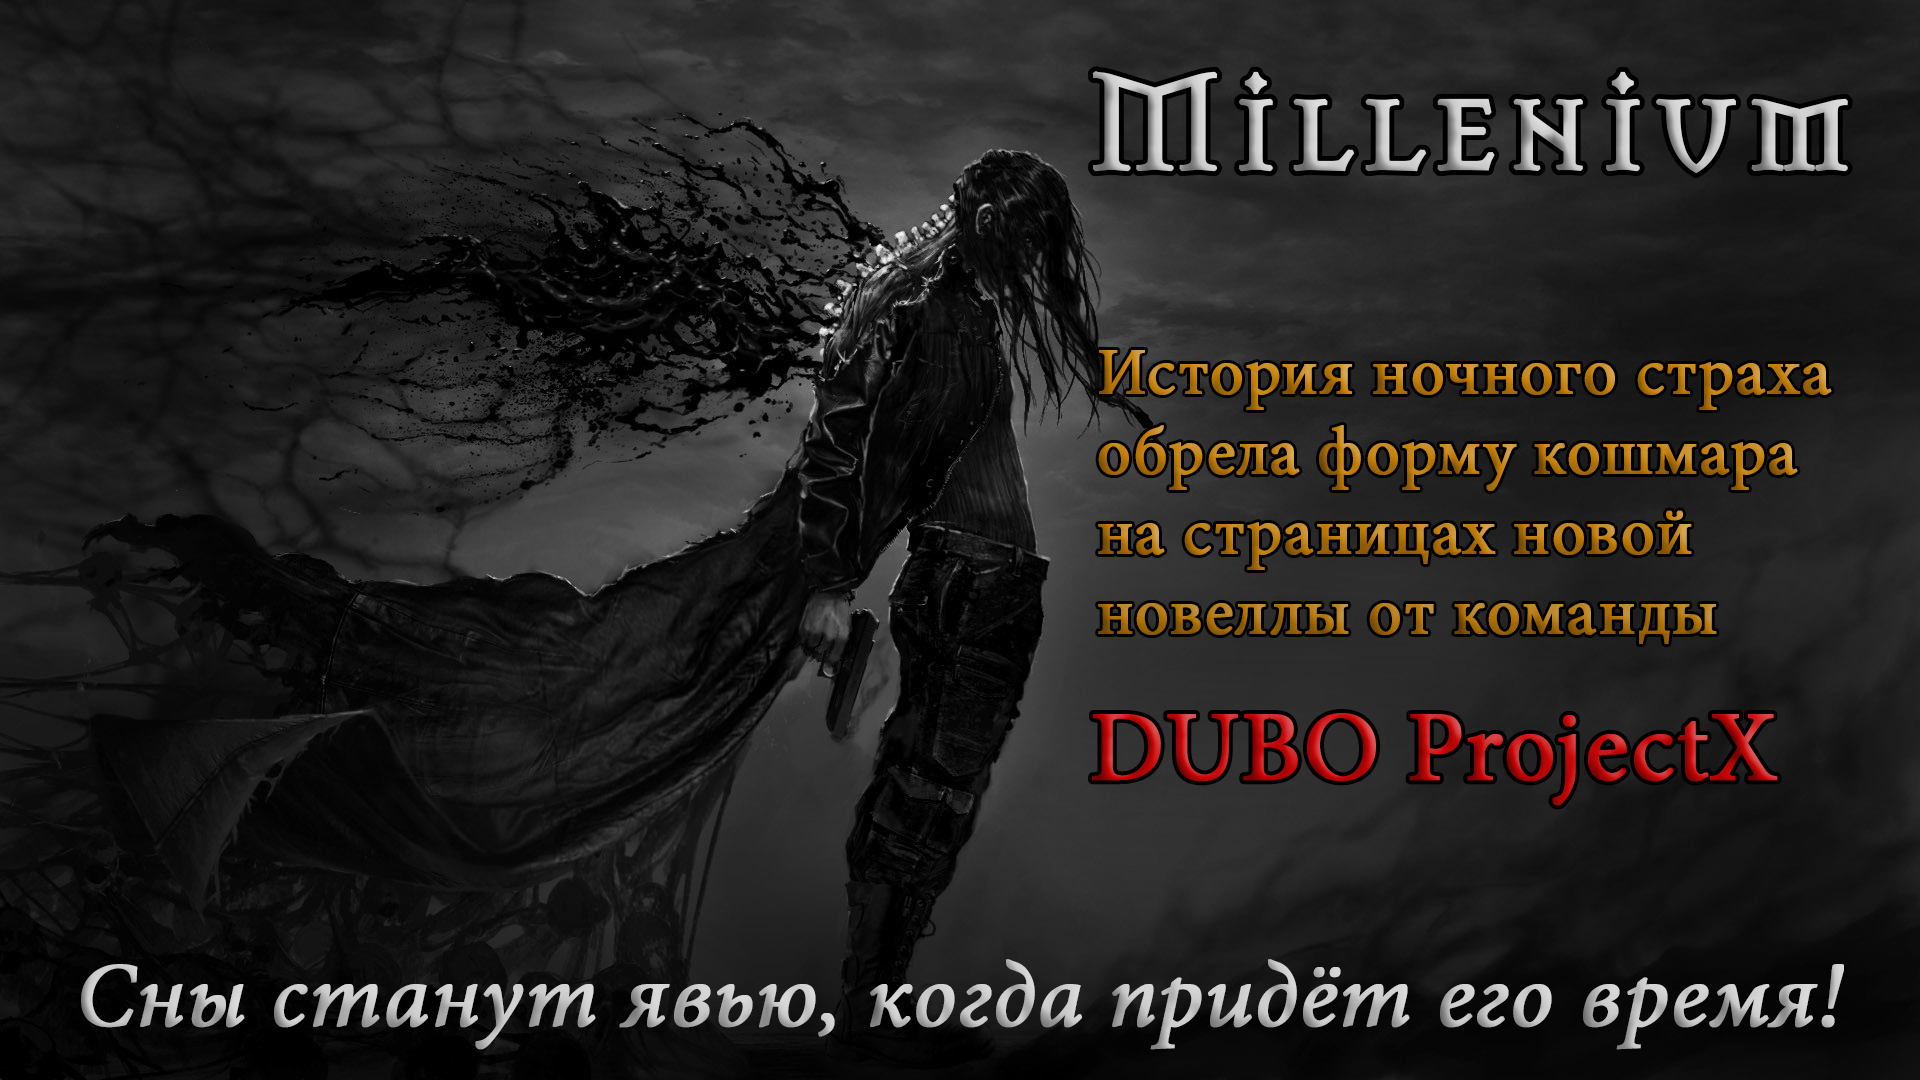 Millenium
История ночного страха
обрела форму кошмара
на страницах новой
новеллы от команды
DUBO ProjectX
Сны станут явью, когда придёт его время!